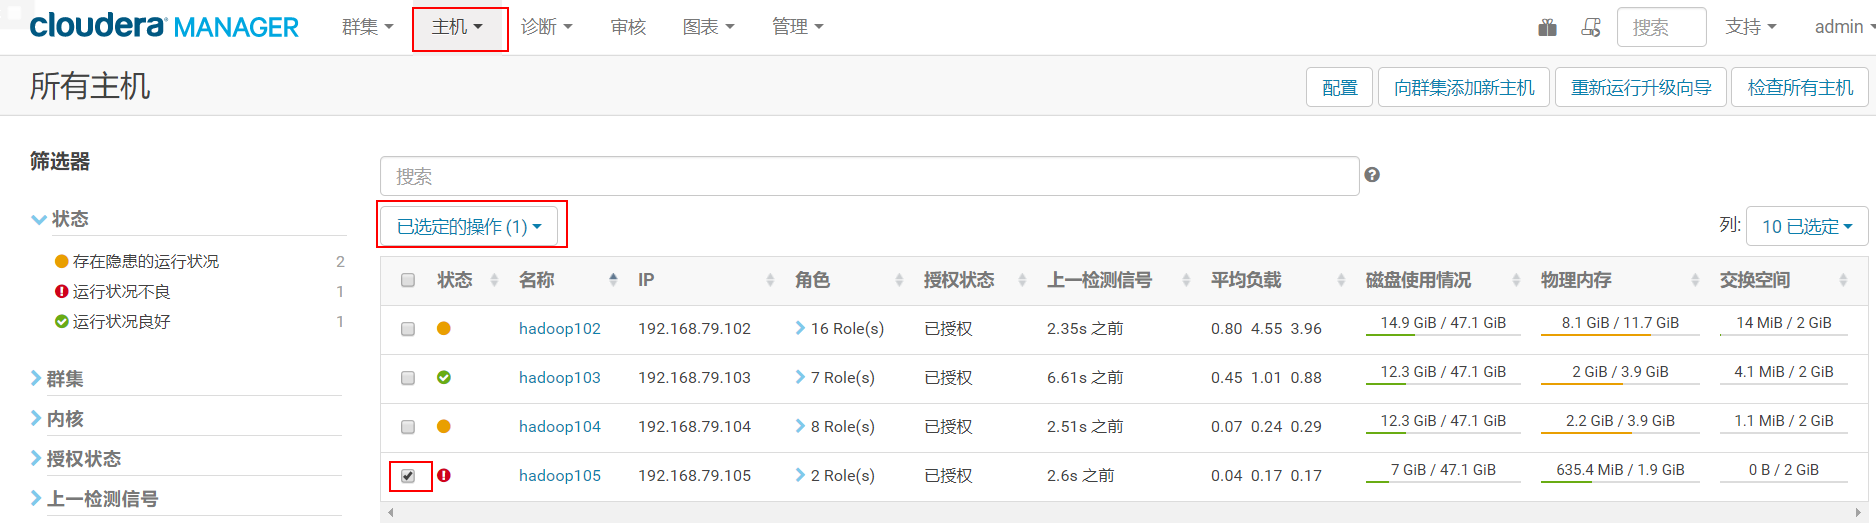 cloudera MANAGER 群集 主机 诊断 审核 图表 管理 搜索 支持 admin
所有主机 配置 向群集添加新主机 重新运行升级向导 检查所有主机
筛选器
搜索
状态
已选定的操作 (1) 列: 10 已选定
存在隐患的运行状况 2
运行状况不良 1
运行状况良好 1
群集
内核
授权状态
上一检测信号
状态 名称 IP 角色 授权状态 上一检测信号 平均负载 磁盘使用情况 物理内存 交换空间
hadoop102 192.168.79.102 16 Role(s) 已授权 2.35s 之前 0.80 4.55 3.96 14.9 GiB / 47.1 GiB 8.1 GiB / 11.7 GiB 14 MiB / 2 GiB
hadoop103 192.168.79.103 7 Role(s) 已授权 6.61s 之前 0.45 1.01 0.88 12.3 GiB / 47.1 GiB 2 GiB / 3.9 GiB 4.1 MiB / 2 GiB
hadoop104 192.168.79.104 8 Role(s) 已授权 2.51s 之前 0.07 0.24 0.29 12.3 GiB / 47.1 GiB 2.2 GiB / 3.9 GiB 1.1 MiB / 2 GiB
hadoop105 192.168.79.105 2 Role(s) 已授权 2.6s 之前 0.04 0.17 0.17 7 GiB / 47.1 GiB 635.4 MiB / 1.9 GiB 0 B / 2 GiB